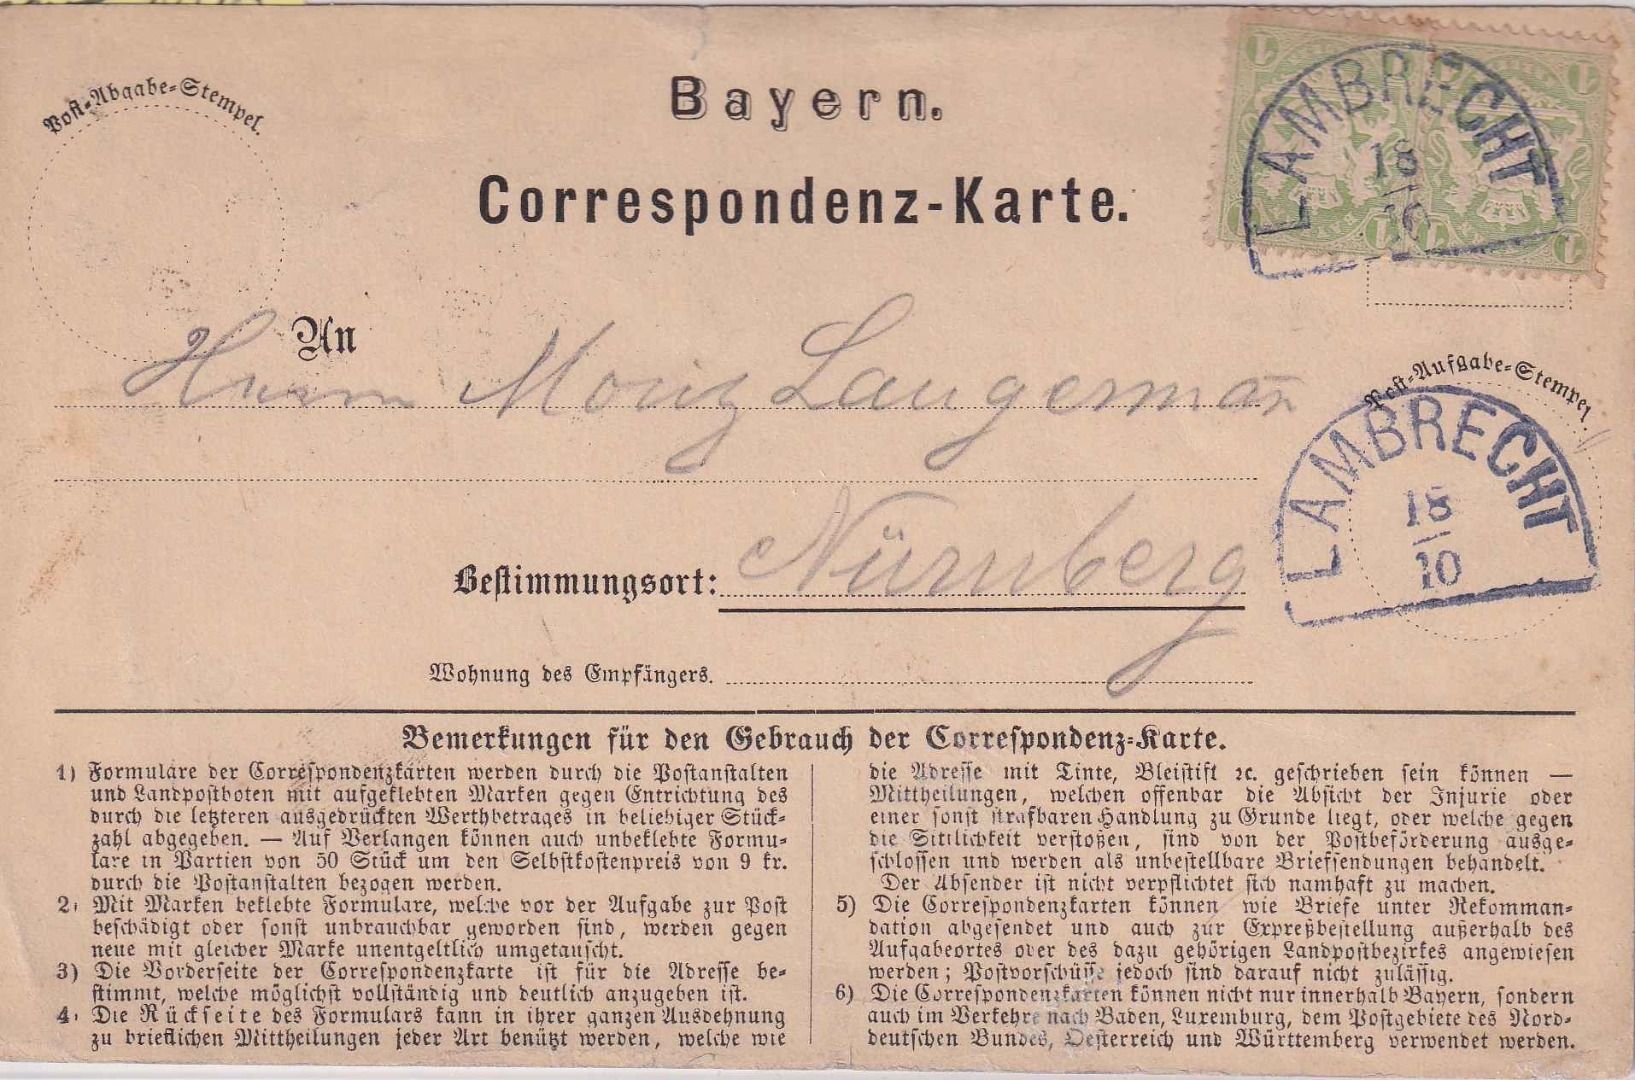 Post-Abgabe-Stempel.
Bayern.
Correspondenz-Karte.
1 1 1 1
1 1 1
LAMBRECHT
18
10
An
Herrn Moriz Langerman̄
Post-Aufgabe-Stempel.
LAMBRECHT
18
10
Bestimmungsort: Nürnberg
Wohnung des Empfängers.
Bemerkungen für den Gebrauch der Correspondenz-Karte.
1) Formulare der Correspondenzkarten werden durch die Postanstalten
und Landpostboten mit aufgeklebten Marken gegen Entrichtung des
durch die letzteren ausgedrückten Werthbetrages in beliebiger Stück-
zahl abgegeben. — Auf Verlangen können auch unbeklebte Formu-
lare in Partien von 50 Stück um den Selbstkostenpreis von 9 kr.
durch die Postanstalten bezogen werden.
2) Mit Marken beklebte Formulare, welche vor der Aufgabe zur Post
beschädigt oder sonst unbrauchbar geworden sind, werden gegen
neue mit gleicher Marke unentgeltlich umgetauscht.
3) Die Vorderseite der Correspondenzkarte ist für die Adresse be-
stimmt, welche möglichst vollständig und deutlich anzugeben ist.
4) Die Rückseite des Formulars kann in ihrer ganzen Ausdehnung
zu brieflichen Mittheilungen jeder Art benützt werden, welche wie
die Adresse mit Tinte, Bleistift ꝛc. geschrieben sein können —
Mittheilungen, welchen offenbar die Absicht der Injurie oder
einer sonst strafbaren Handlung zu Grunde liegt, oder welche gegen
die Sittlichkeit verstoßen, sind von der Postbeförderung ausge-
schlossen und werden als unbestellbare Briefsendungen behandelt.
Der Absender ist nicht verpflichtet sich namhaft zu machen.
5) Die Correspondenzkarten können wie Briefe unter Rekomman-
dation abgesendet und auch zur Expreßbestellung außerhalb des
Aufgabeortes oder des dazu gehörigen Landpostbezirkes angewiesen
werden; Postvorschüsse jedoch sind darauf nicht zulässig.
6) Die Correspondenzkarten können nicht nur innerhalb Bayern, sondern
auch im Verkehre nach Baden, Luxemburg, dem Postgebiete des Nord-
deutschen Bundes, Oesterreich und Württemberg verwendet werden.